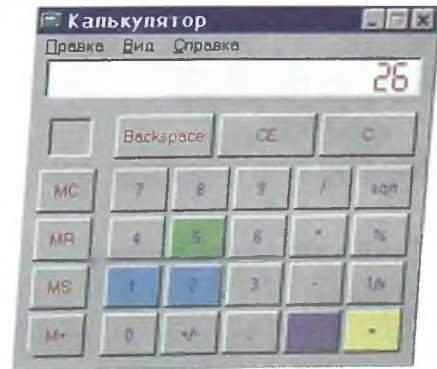 Калькулятор
Правка Вид Справка
26
Backspace CE C
MC 7 8 9 / sqrt
MR 4 5 6 * %
MS 1 2 3 - 1/x
M+ 0 +/- . =